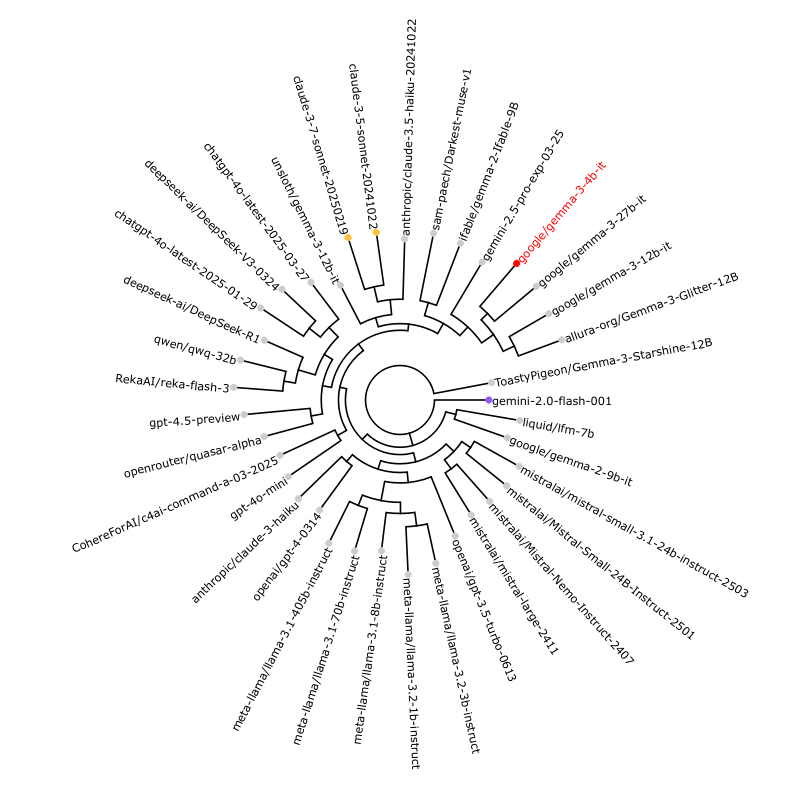 anthropic/claude-3.5-haiku-20241022
sam-paech/Darkest-muse-v1
ifable/gemma-2-Ifable-9B
gemini-2.5-pro-exp-03-25
google/gemma-3-4b-it
google/gemma-3-27b-it
google/gemma-3-12b-it
allura-org/Gemma-3-Glitter-12B
ToastyPigeon/Gemma-3-Starshine-12B
gemini-2.0-flash-001
liquid/lfm-7b
google/gemma-2-9b-it
mistralai/mistral-small-3.1-24b-instruct-2503
mistralai/Mistral-Small-24B-Instruct-2501
mistralai/Mistral-Nemo-Instruct-2407
mistralai/mistral-large-2411
openai/gpt-3.5-turbo-0613
meta-llama/llama-3.2-3b-instruct
meta-llama/llama-3.2-1b-instruct
meta-llama/llama-3.1-8b-instruct
meta-llama/llama-3.1-70b-instruct
meta-llama/llama-3.1-405b-instruct
openai/gpt-4-0314
anthropic/claude-3-haiku
gpt-4o-mini
CohereForAI/c4ai-command-a-03-2025
openrouter/quasar-alpha
gpt-4.5-preview
RekaAI/reka-flash-3
qwen/qwq-32b
deepseek-ai/DeepSeek-R1
chatgpt-4o-latest-2025-01-29
deepseek-ai/DeepSeek-V3-0324
chatgpt-4o-latest-2025-03-27
unsloth/gemma-3-12b-it
claude-3-7-sonnet-20250219
claude-3-5-sonnet-20241022